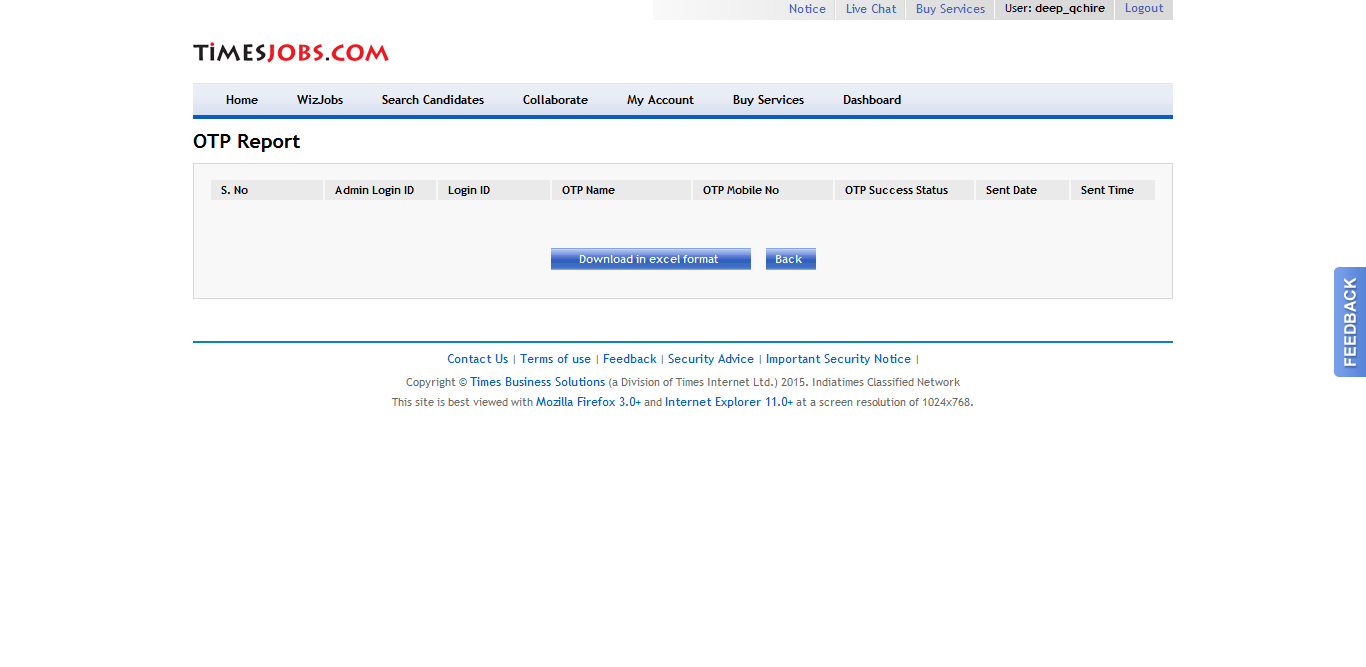 Notice Live Chat Buy Services User: deep_qchire Logout
TiMESJOBS.COM
Home WizJobs Search Candidates Collaborate My Account Buy Services Dashboard
OTP Report
S. No Admin Login ID Login ID OTP Name OTP Mobile No OTP Success Status Sent Date Sent Time
Download in excel format Back
FEEDBACK
Contact Us | Terms of use | Feedback | Security Advice | Important Security Notice |
Copyright © Times Business Solutions (a Division of Times Internet Ltd.) 2015. Indiatimes Classified Network
This site is best viewed with Mozilla Firefox 3.0+ and Internet Explorer 11.0+ at a screen resolution of 1024x768.